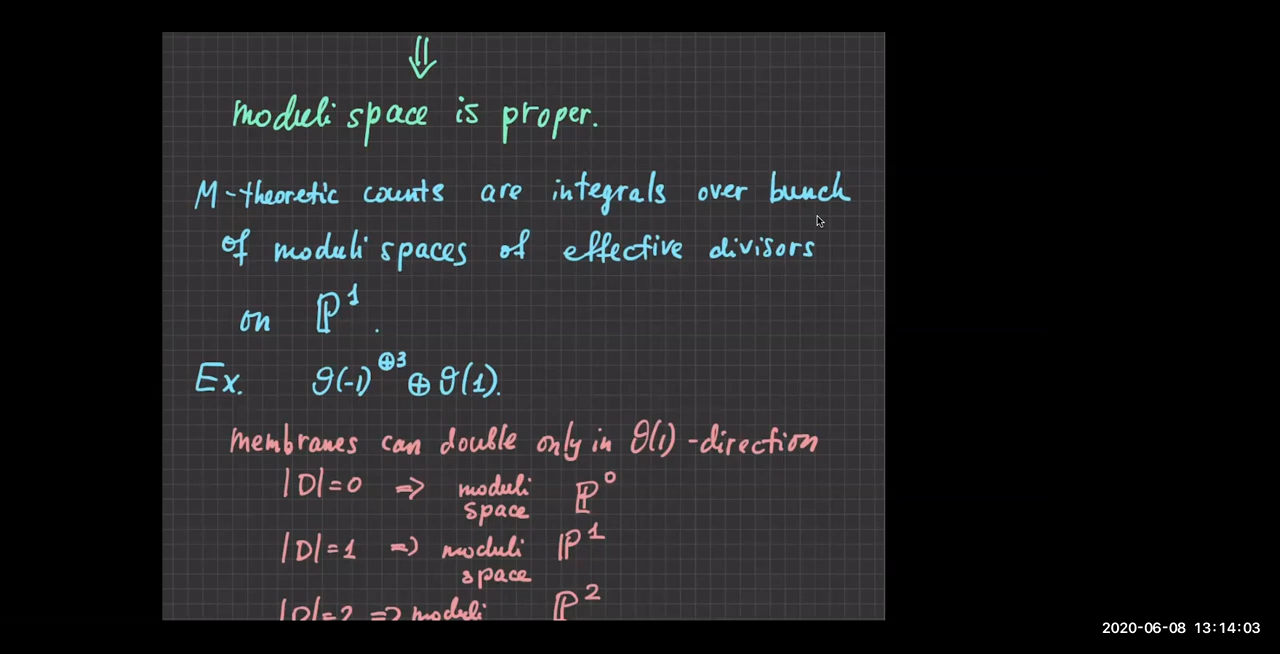 ⇓
moduli space is proper.
M-theoretic counts are integrals over bunch
of moduli spaces of effective divisors
on ℙ¹.
Ex. O(-1)^{⊕3} ⊕ O(1).
membranes can double only in O(1)-direction
|D|=0 ⇒ moduli space ℙ⁰
|D|=1 ⇒ moduli space ℙ¹
|D|=2 ⇒ moduli ℙ²
2020-06-08 13:14:03